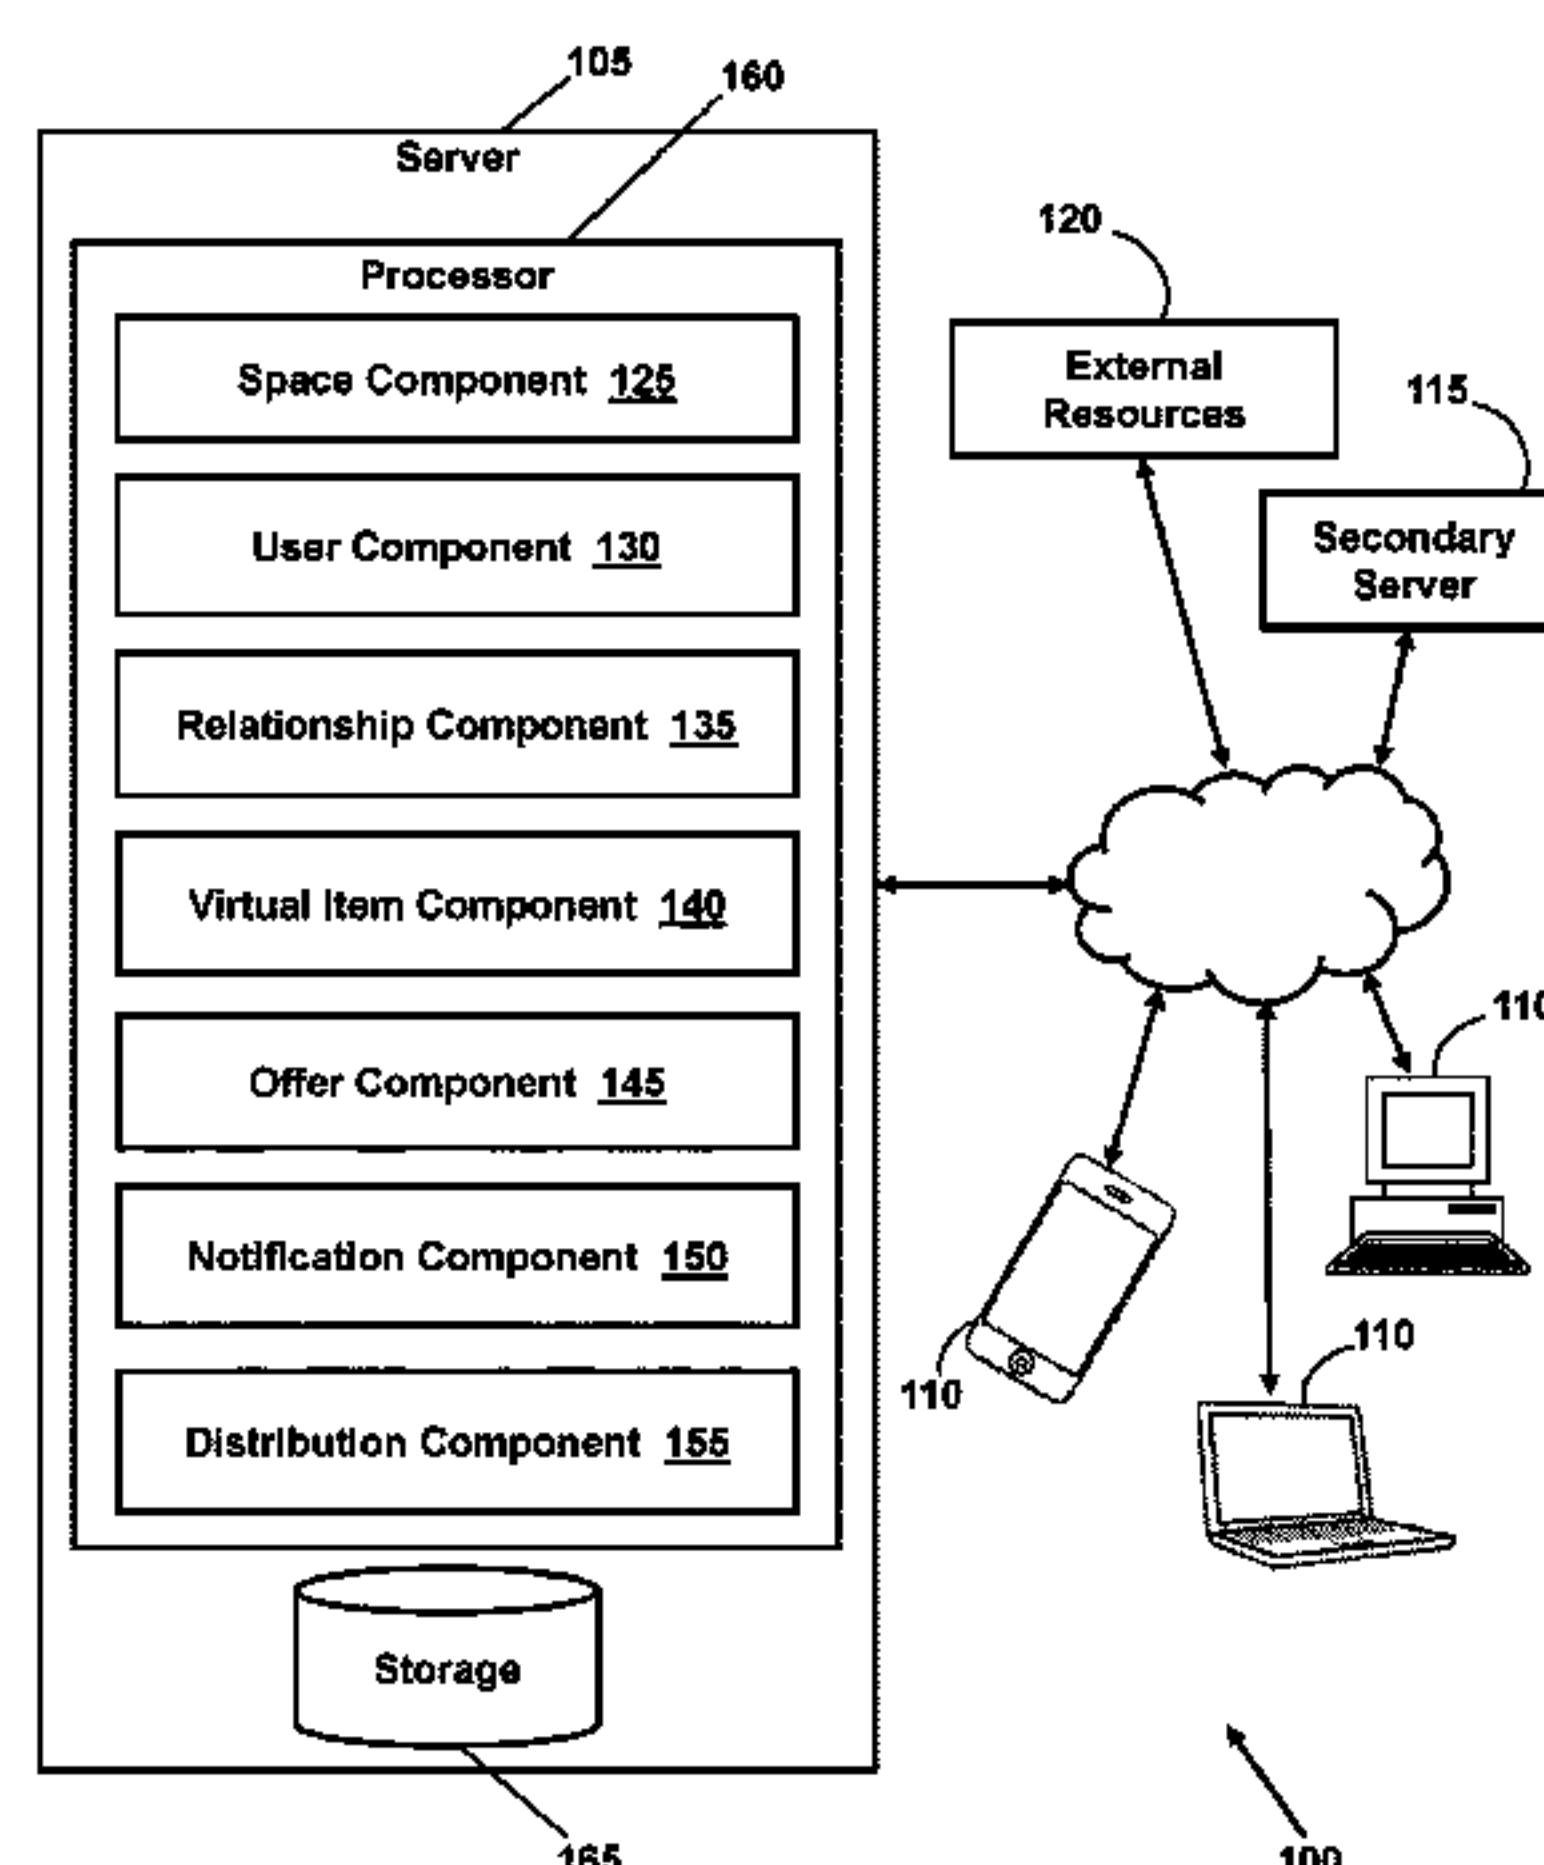 105
160
Server
Processor
Space Component 125
User Component 130
Relationship Component 135
Virtual Item Component 140
Offer Component 145
Notification Component 150
Distribution Component 155
Storage
165
120
External
Resources
115
Secondary
Server
110
110
110
100